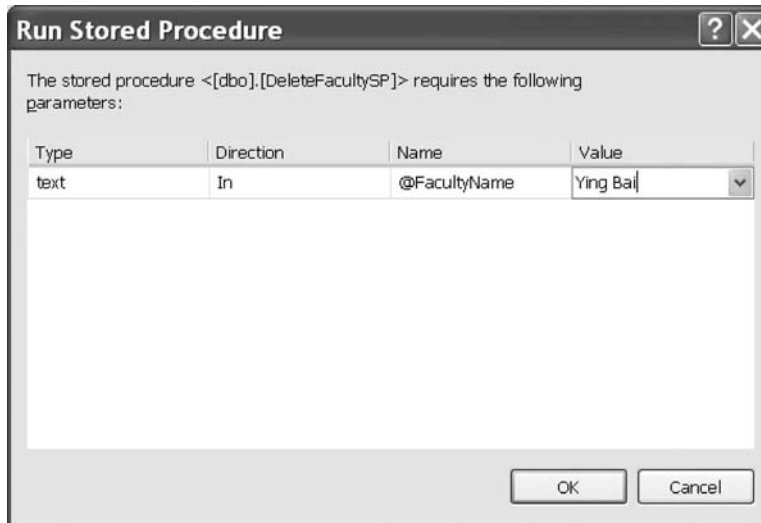 Run Stored Procedure
The stored procedure <[dbo].[DeleteFacultySP]> requires the following
parameters:
Type Direction Name Value
text In @FacultyName Ying Bai
OK Cancel